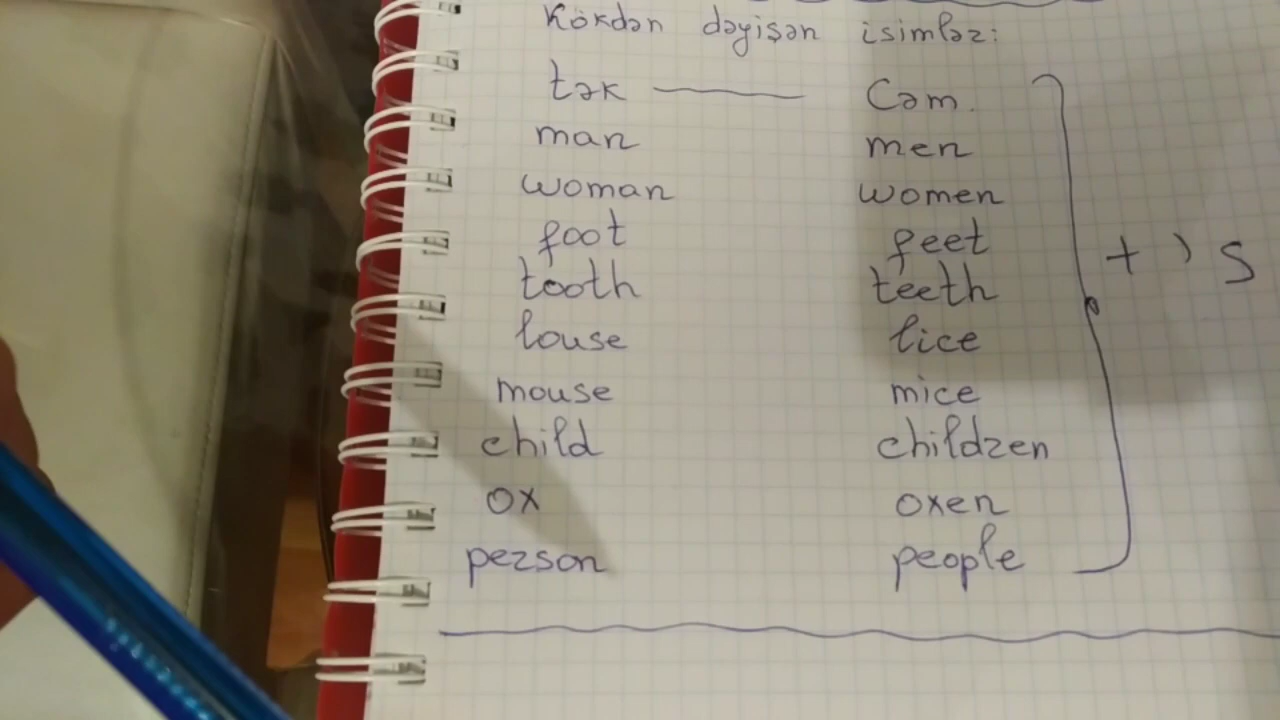 Kökdən dəyişən isimlər:
tək — Cəm.
man men
woman women
foot feet
tooth teeth
louse lice
mouse mice
child children
ox oxen
person people
+ 's